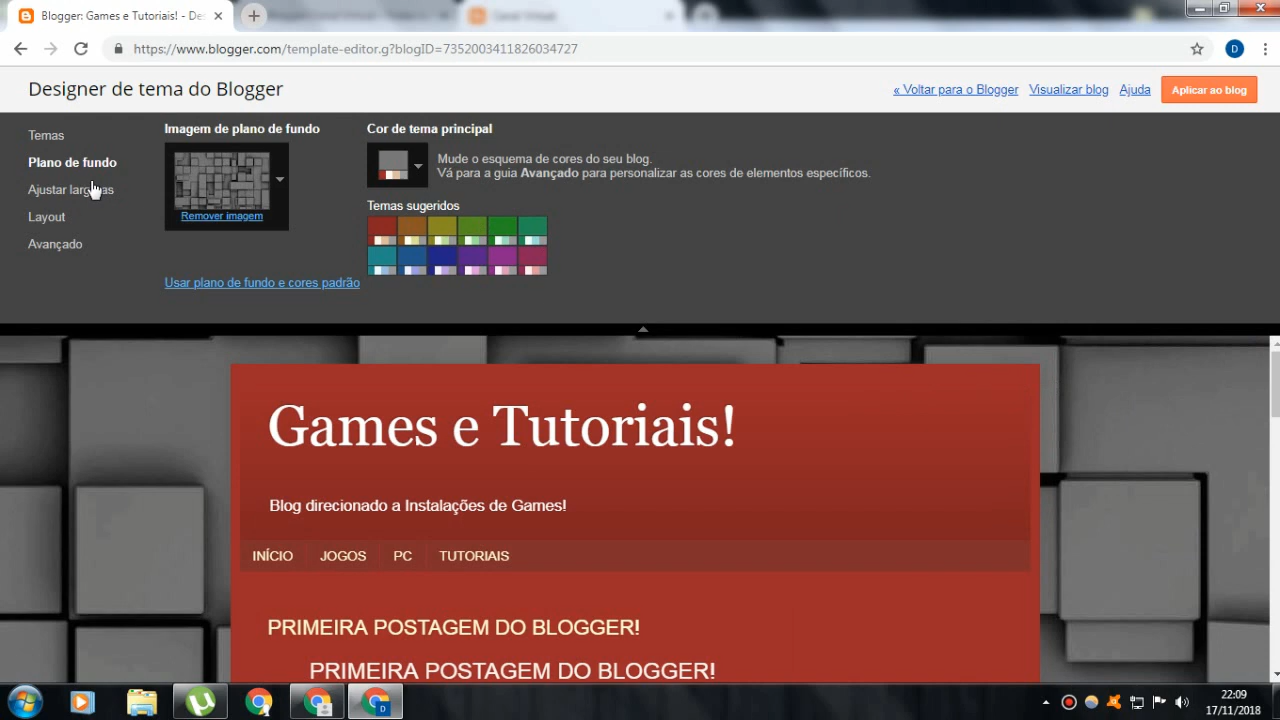 Blogger: Games e Tutoriais! - De
https://www.blogger.com/template-editor.g?blogID=7352003411826034727
D
Designer de tema do Blogger
« Voltar para o Blogger
Visualizar blog
Ajuda
Aplicar ao blog
Temas
Plano de fundo
Ajustar larguras
Layout
Avançado
Imagem de plano de fundo
Remover imagem
Usar plano de fundo e cores padrão
Cor de tema principal
Mude o esquema de cores do seu blog.
Vá para a guia Avançado para personalizar as cores de elementos específicos.
Temas sugeridos
Games e Tutoriais!
Blog direcionado a Instalações de Games!
INÍCIO
JOGOS
PC
TUTORIAIS
PRIMEIRA POSTAGEM DO BLOGGER!
PRIMEIRA POSTAGEM DO BLOGGER!
D
22:09
17/11/2018